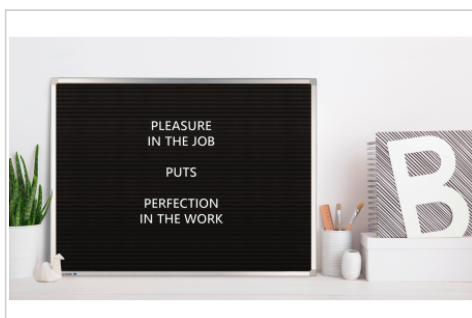 PLEASURE
IN THE JOB
PUTS
PERFECTION
IN THE WORK
B